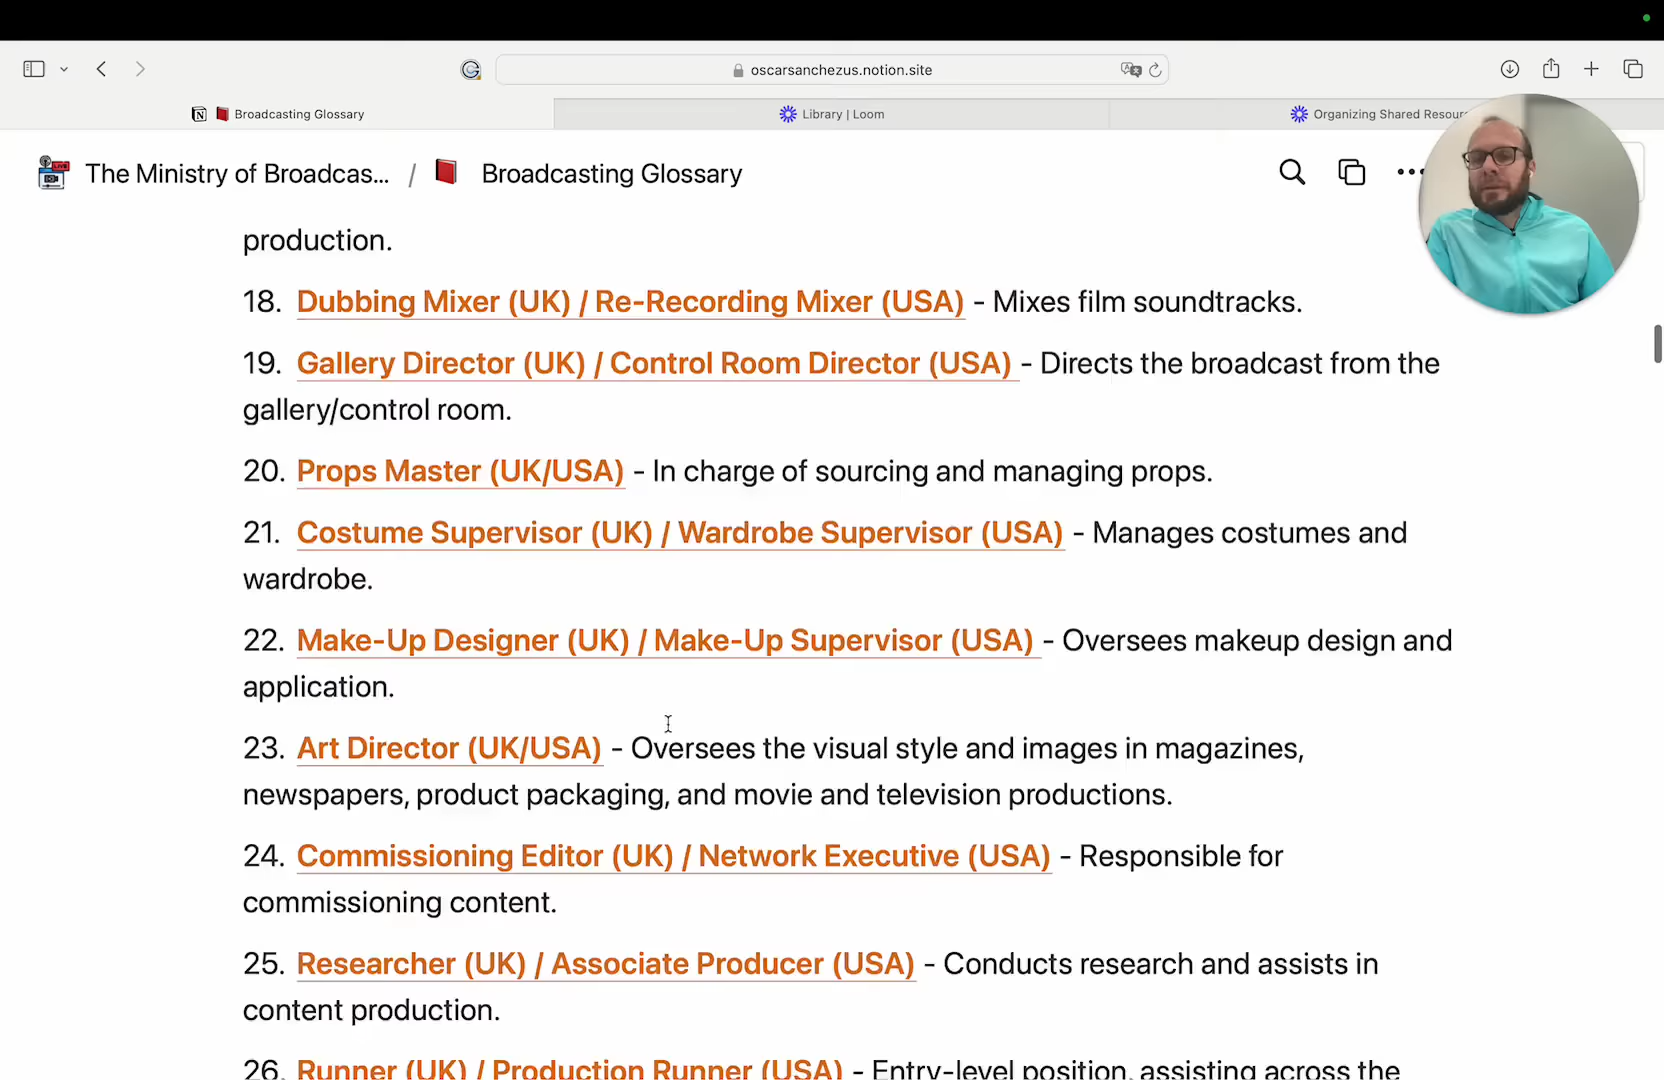 oscarsanchezus.notion.site
Broadcasting Glossary
Library | Loom
Organizing Shared Resour
The Ministry of Broadcas... / Broadcasting Glossary
production.
18. Dubbing Mixer (UK) / Re-Recording Mixer (USA) - Mixes film soundtracks.
19. Gallery Director (UK) / Control Room Director (USA) - Directs the broadcast from the
gallery/control room.
20. Props Master (UK/USA) - In charge of sourcing and managing props.
21. Costume Supervisor (UK) / Wardrobe Supervisor (USA) - Manages costumes and
wardrobe.
22. Make-Up Designer (UK) / Make-Up Supervisor (USA) - Oversees makeup design and
application.
23. Art Director (UK/USA) - Oversees the visual style and images in magazines,
newspapers, product packaging, and movie and television productions.
24. Commissioning Editor (UK) / Network Executive (USA) - Responsible for
commissioning content.
25. Researcher (UK) / Associate Producer (USA) - Conducts research and assists in
content production.
26. Runner (UK) / Production Runner (USA) - Entry-level position, assisting across the